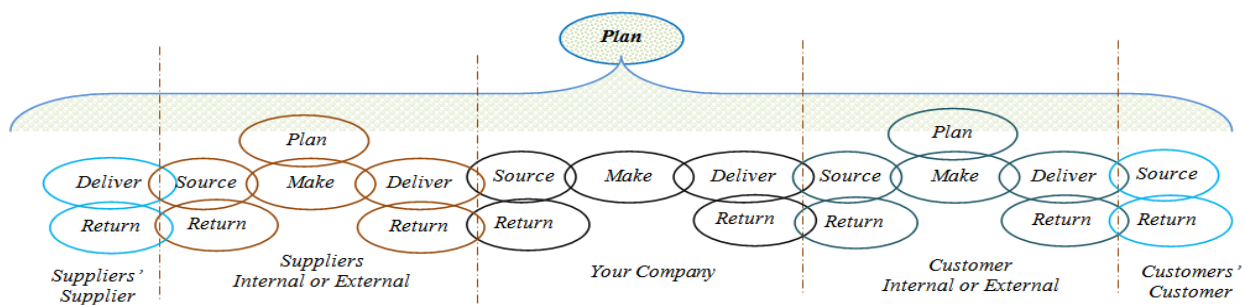 Plan
Plan
Plan
Deliver Source Make Deliver Source Make Deliver Source Make Deliver Source
Return Return Return Return Return Return Return Return
Suppliers’
Supplier
Suppliers
Internal or External
Your Company
Customer
Internal or External
Customers’
Customer